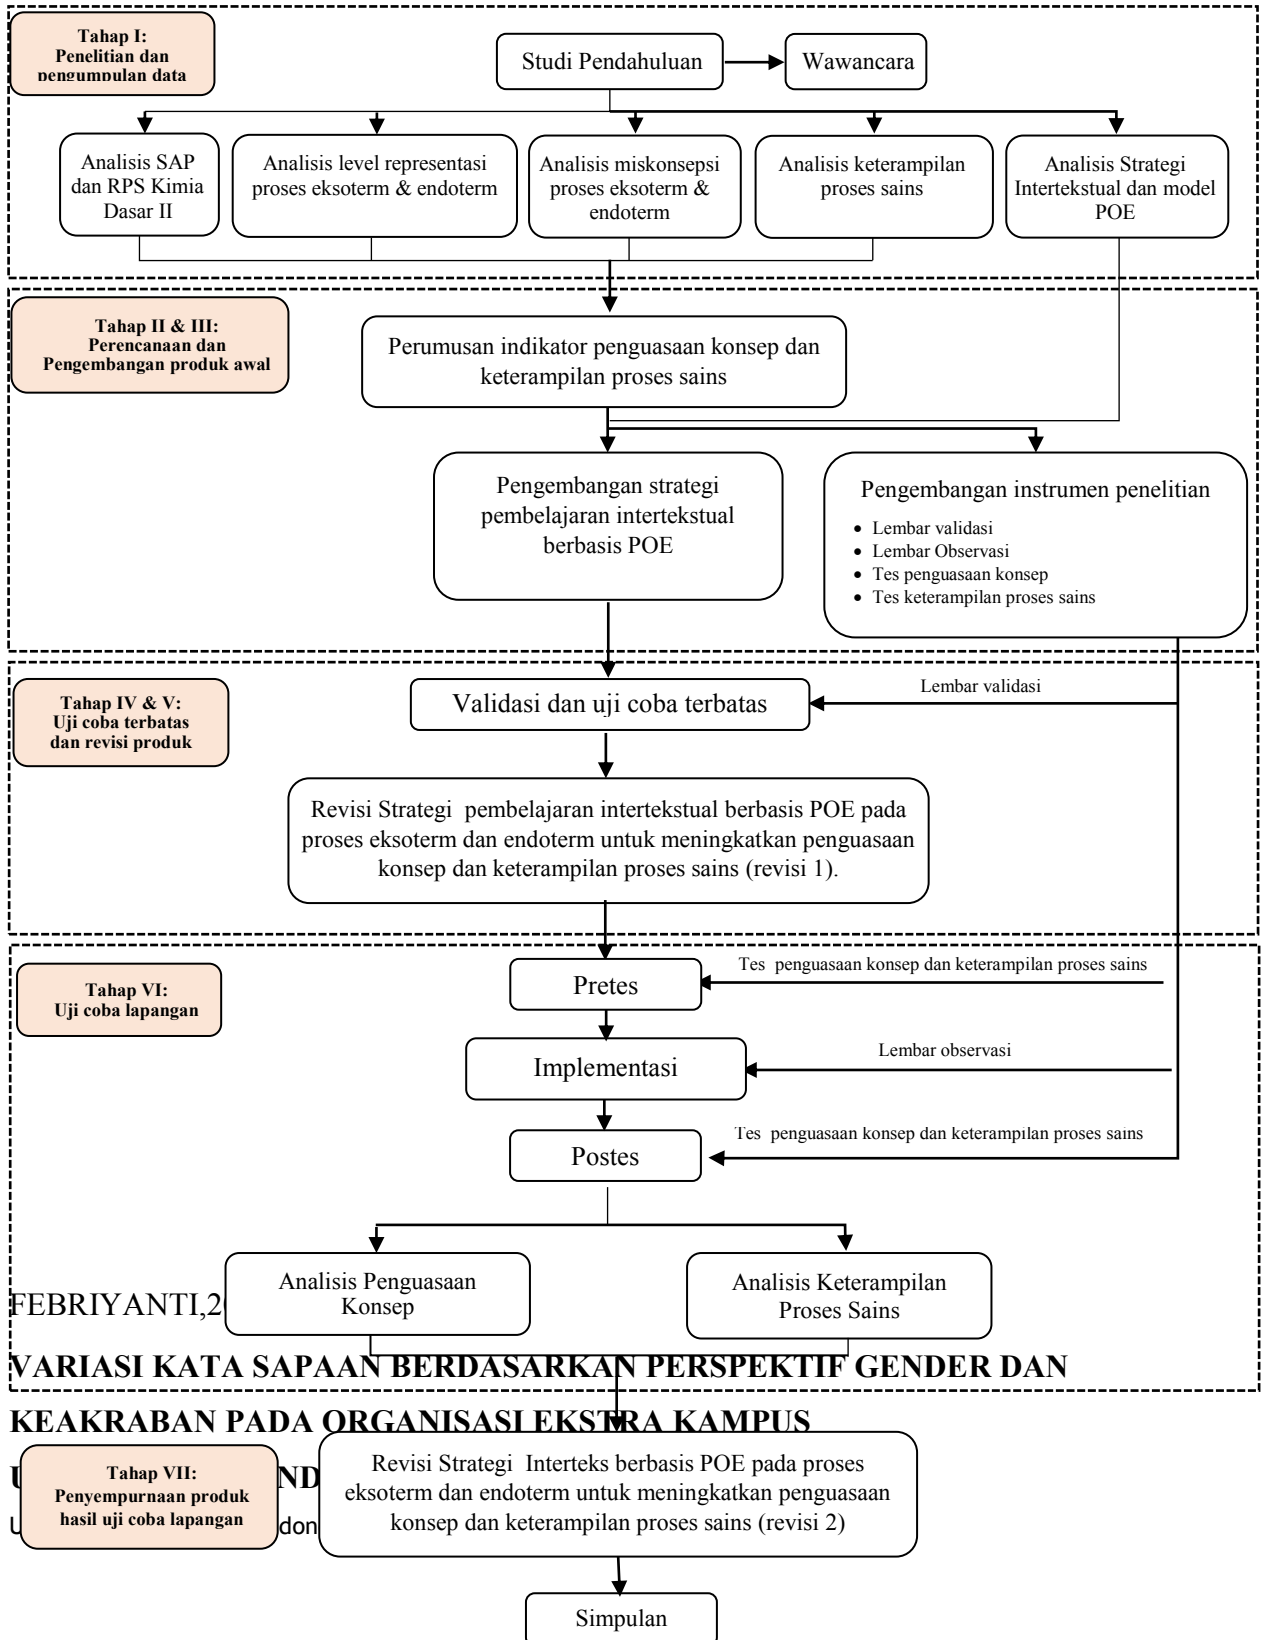 Tahap I:
Penelitian dan
pengumpulan data
Studi Pendahuluan
Wawancara
Analisis SAP
dan RPS Kimia
Dasar II
Analisis level representasi
proses eksoterm & endoterm
Analisis miskonsepsi
proses eksoterm &
endoterm
Analisis keterampilan
proses sains
Analisis Strategi
Intertekstual dan model
POE
Tahap II & III:
Perencanaan dan
Pengembangan produk awal
Perumusan indikator penguasaan konsep dan
keterampilan proses sains
Pengembangan strategi
pembelajaran intertekstual
berbasis POE
Pengembangan instrumen penelitian
• Lembar validasi
• Lembar Observasi
• Tes penguasaan konsep
• Tes keterampilan proses sains
Tahap IV & V:
Uji coba terbatas
dan revisi produk
Validasi dan uji coba terbatas
Lembar validasi
Revisi Strategi pembelajaran intertekstual berbasis POE pada
proses eksoterm dan endoterm untuk meningkatkan penguasaan
konsep dan keterampilan proses sains (revisi 1).
Tahap VI:
Uji coba lapangan
Pretes
Tes penguasaan konsep dan keterampilan proses sains
Implementasi
Lembar observasi
Postes
Tes penguasaan konsep dan keterampilan proses sains
Analisis Penguasaan
Konsep
Analisis Keterampilan
Proses Sains
FEBRIYANTI,2
VARIASI KATA SAPAAN BERDASARKAN PERSPEKTIF GENDER DAN
KEAKRABAN PADA ORGANISASI EKSTRA KAMPUS
U ND
U don
Tahap VII:
Penyempurnaan produk
hasil uji coba lapangan
Revisi Strategi Interteks berbasis POE pada proses
eksoterm dan endoterm untuk meningkatkan penguasaan
konsep dan keterampilan proses sains (revisi 2)
Simpulan